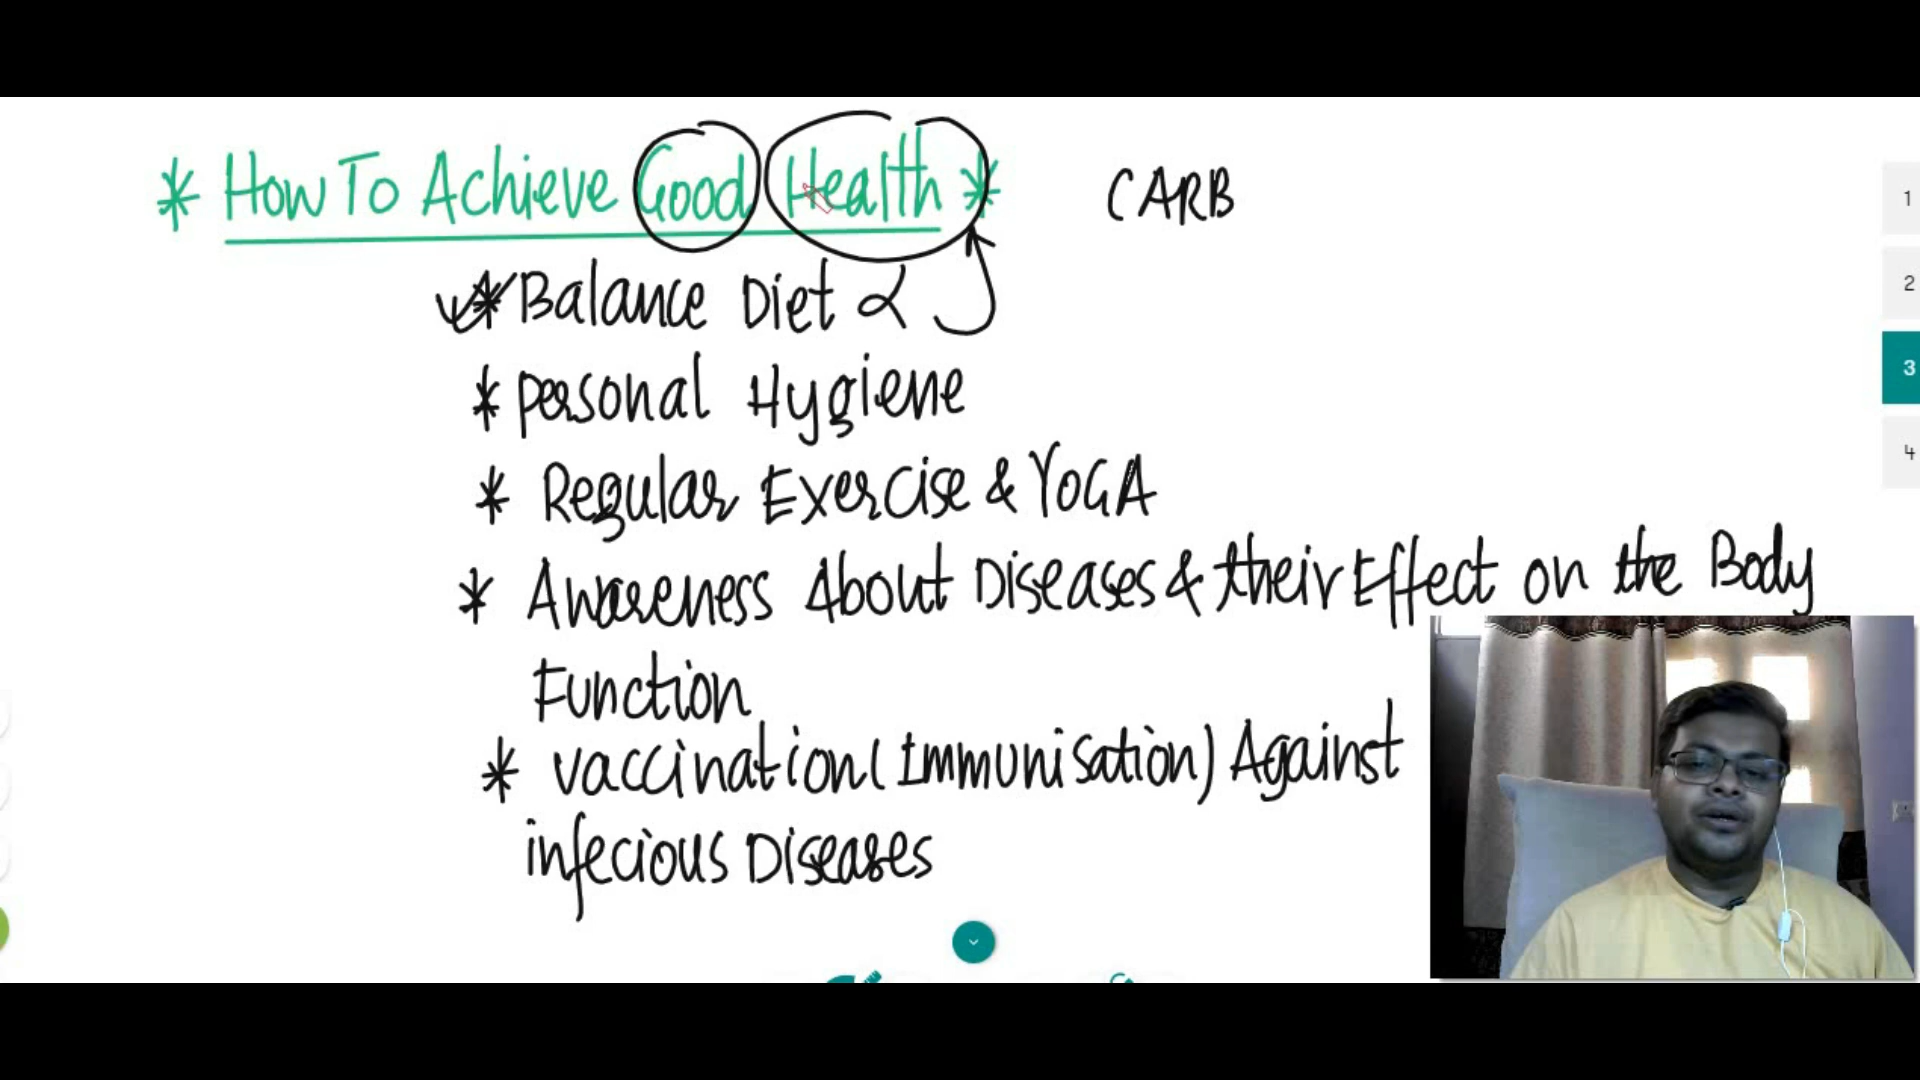 * How To Achieve Good Health *
CARB
* Balance Diet
* Personal Hygiene
* Regular Exercise & YOGA
* Awareness About Diseases & their Effect on the Body
Function
* Vaccination (Immunisation) Against
infecious Diseases
1
2
3
4